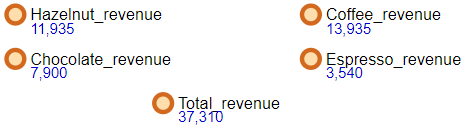 Hazelnut_revenue
11,935
Coffee_revenue
13,935
Chocolate_revenue
7,900
Espresso_revenue
3,540
Total_revenue
37,310